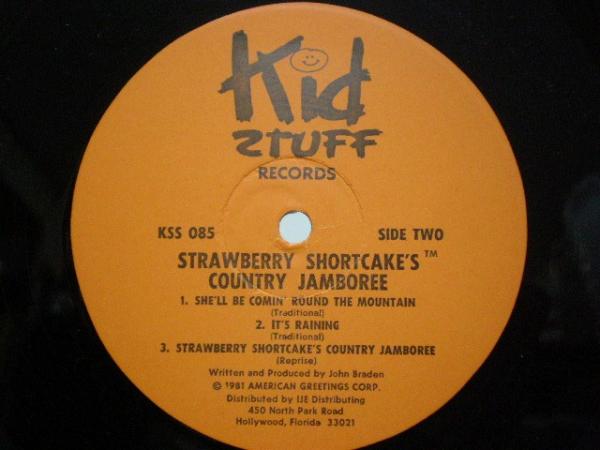 Kid
STUFF
RECORDS
KSS 085 SIDE TWO
STRAWBERRY SHORTCAKE'S™
COUNTRY JAMBOREE
1. SHE'LL BE COMIN' ROUND THE MOUNTAIN
(Traditional)
2. IT'S RAINING
(Traditional)
3. STRAWBERRY SHORTCAKE'S COUNTRY JAMBOREE
(Reprise)
Written and Produced by John Braden
© 1981 AMERICAN GREETINGS CORP.
Distributed by IJE Distributing
450 North Park Road
Hollywood, Florida 33021